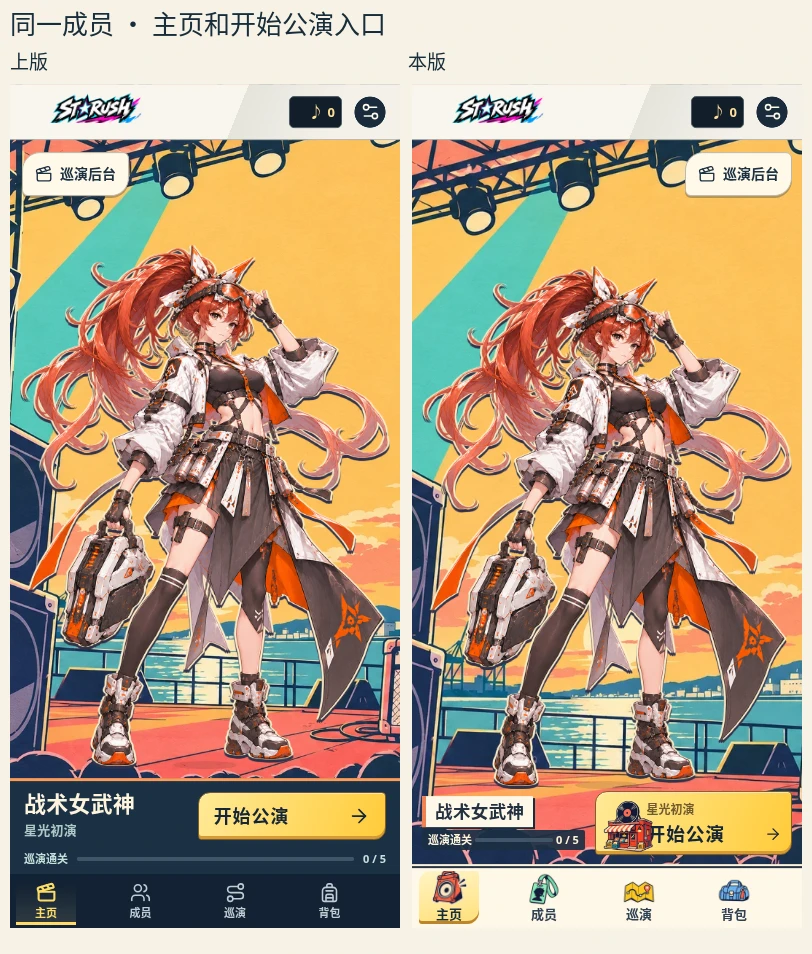 同一成员 · 主页和开始公演入口
上版
本版
ST★RUSH
♪ 0
巡演后台
战术女武神
星光初演
开始公演 →
巡演通关 0 / 5
主页 成员 巡演 背包
ST★RUSH
♪ 0
巡演后台
战术女武神
巡演通关 0 / 5
星光初演
开始公演 →
主页 成员 巡演 背包